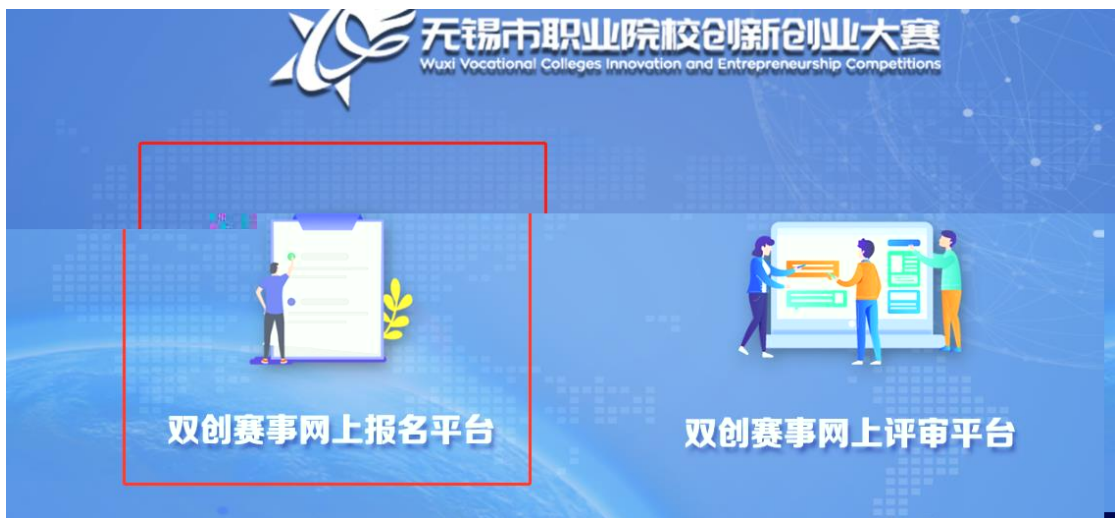 无锡市职业院校创新创业大赛
Wuxi Vocational Colleges Innovation and Entrepreneurship Competitions
双创赛事网上报名平台
双创赛事网上评审平台